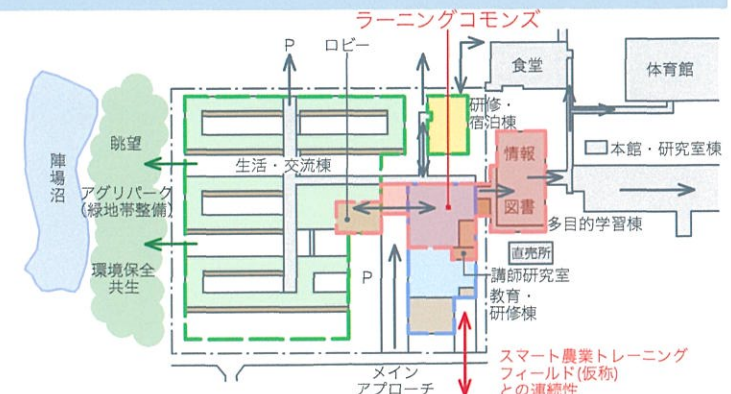 ラーニングコモンズ
P
ロビー
食堂
体育館
研修・
宿泊棟
眺望
陣場沼
生活・交流棟
情報
図書
本館・研究室棟
アグリパーク
(緑地帯整備)
多目的学習棟
直売所
環境保全
共生
P
講師研究室
教育・
研修棟
メイン
アプローチ
スマート農業トレーニング
フィールド(仮称)
との連続性